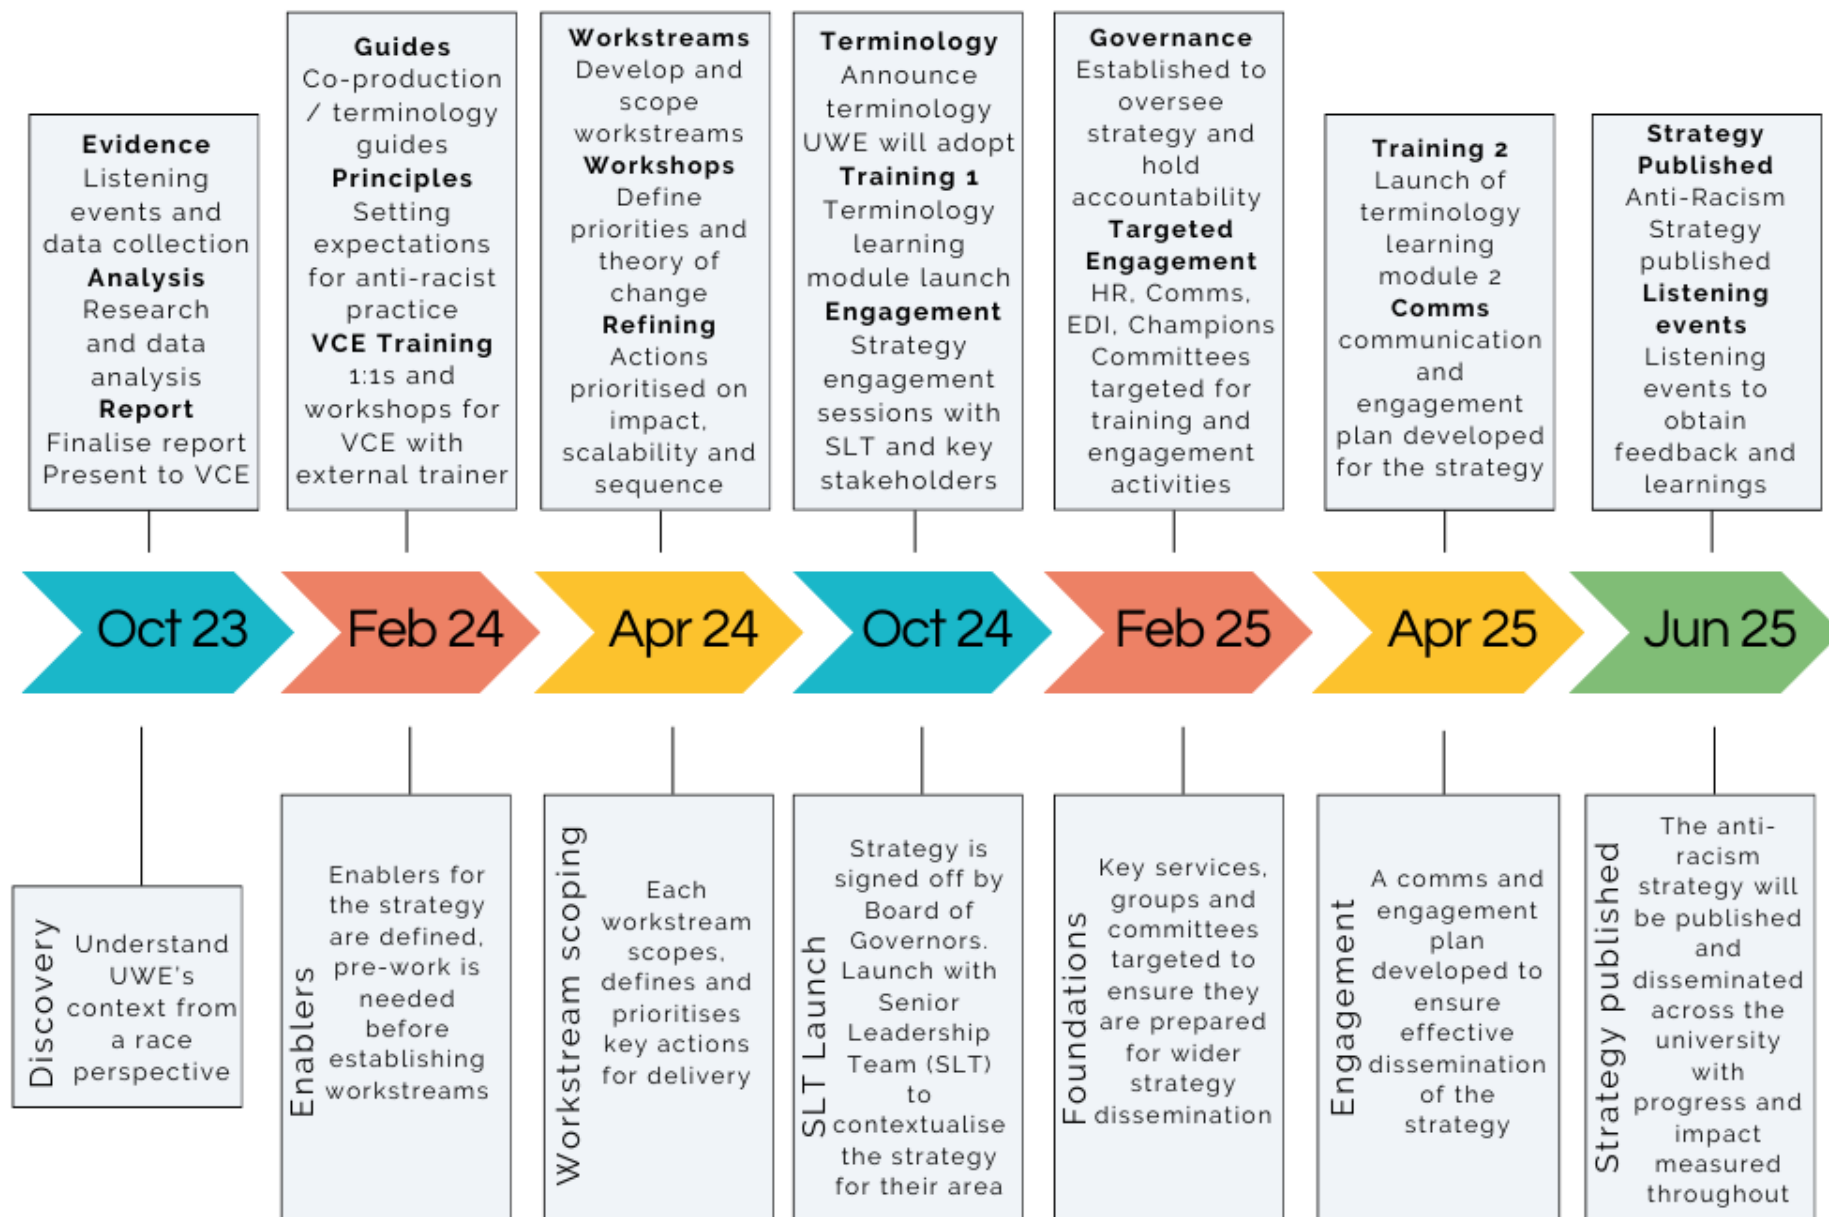 Evidence
Listening
events and
data collection
Analysis
Research
and data
analysis
Report
Finalise report
Present to VCE
Guides
Co-production
/ terminology
guides
Principles
Setting
expectations
for anti-racist
practice
VCE Training
1:1s and
workshops for
VCE with
external trainer
Workstreams
Develop and
scope
workstreams
Workshops
Define
priorities and
theory of
change
Refining
Actions
prioritised on
impact,
scalability and
sequence
Terminology
Announce
terminology
UWE will adopt
Training 1
Terminology
learning
module launch
Engagement
Strategy
engagement
sessions with
SLT and key
stakeholders
Governance
Established to
oversee
strategy and
hold
accountability
Targeted
Engagement
HR, Comms,
EDI, Champions
Committees
targeted for
training and
engagement
activities
Training 2
Launch of
terminology
learning
module 2
Comms
communication
and
engagement
plan developed
for the strategy
Strategy
Published
Anti-Racism
Strategy
published
Listening
events
Listening
events to
obtain
feedback and
learnings
Oct 23
Feb 24
Apr 24
Oct 24
Feb 25
Apr 25
Jun 25
Discovery
Understand
UWE's
context from
a race
perspective
Enablers
Enablers for
the strategy
are defined,
pre-work is
needed
before
establishing
workstreams
Workstream scoping
Each
workstream
scopes,
defines and
prioritises
key actions
for delivery
SLT Launch
Strategy is
signed off by
Board of
Governors.
Launch with
Senior
Leadership
Team (SLT)
to
contextualise
the strategy
for their area
Foundations
Key services,
groups and
committees
targeted to
ensure they
are prepared
for wider
strategy
dissemination
Engagement
A comms and
engagement
plan
developed to
ensure
effective
dissemination
of the
strategy
Strategy published
The anti-
racism
strategy will
be published
and
disseminated
across the
university
with
progress and
impact
measured
throughout